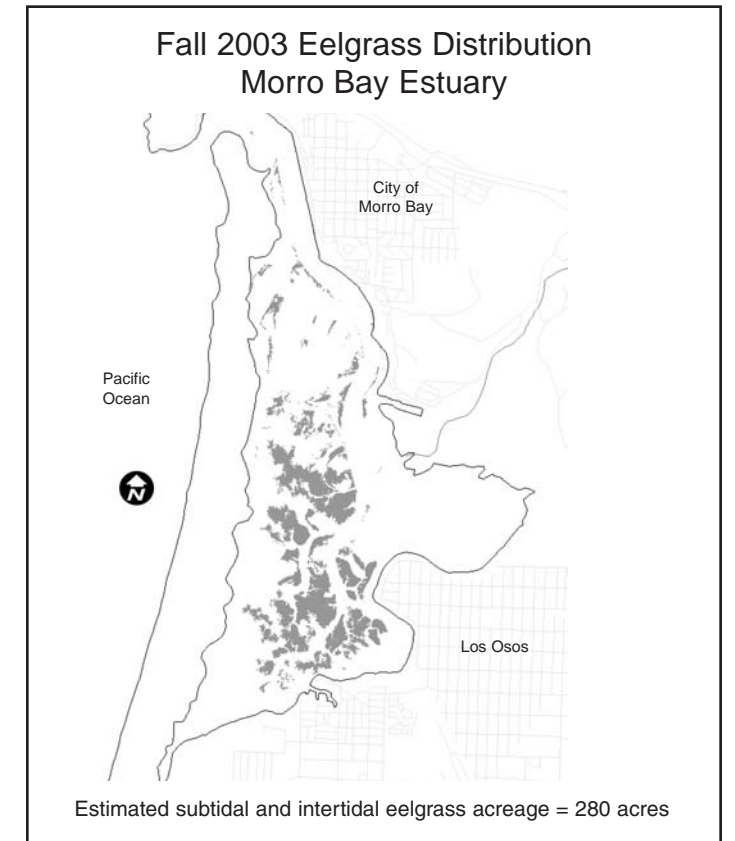 Fall 2003 Eelgrass Distribution
Morro Bay Estuary
City of
Morro Bay
Pacific
Ocean
N
Los Osos
Estimated subtidal and intertidal eelgrass acreage = 280 acres